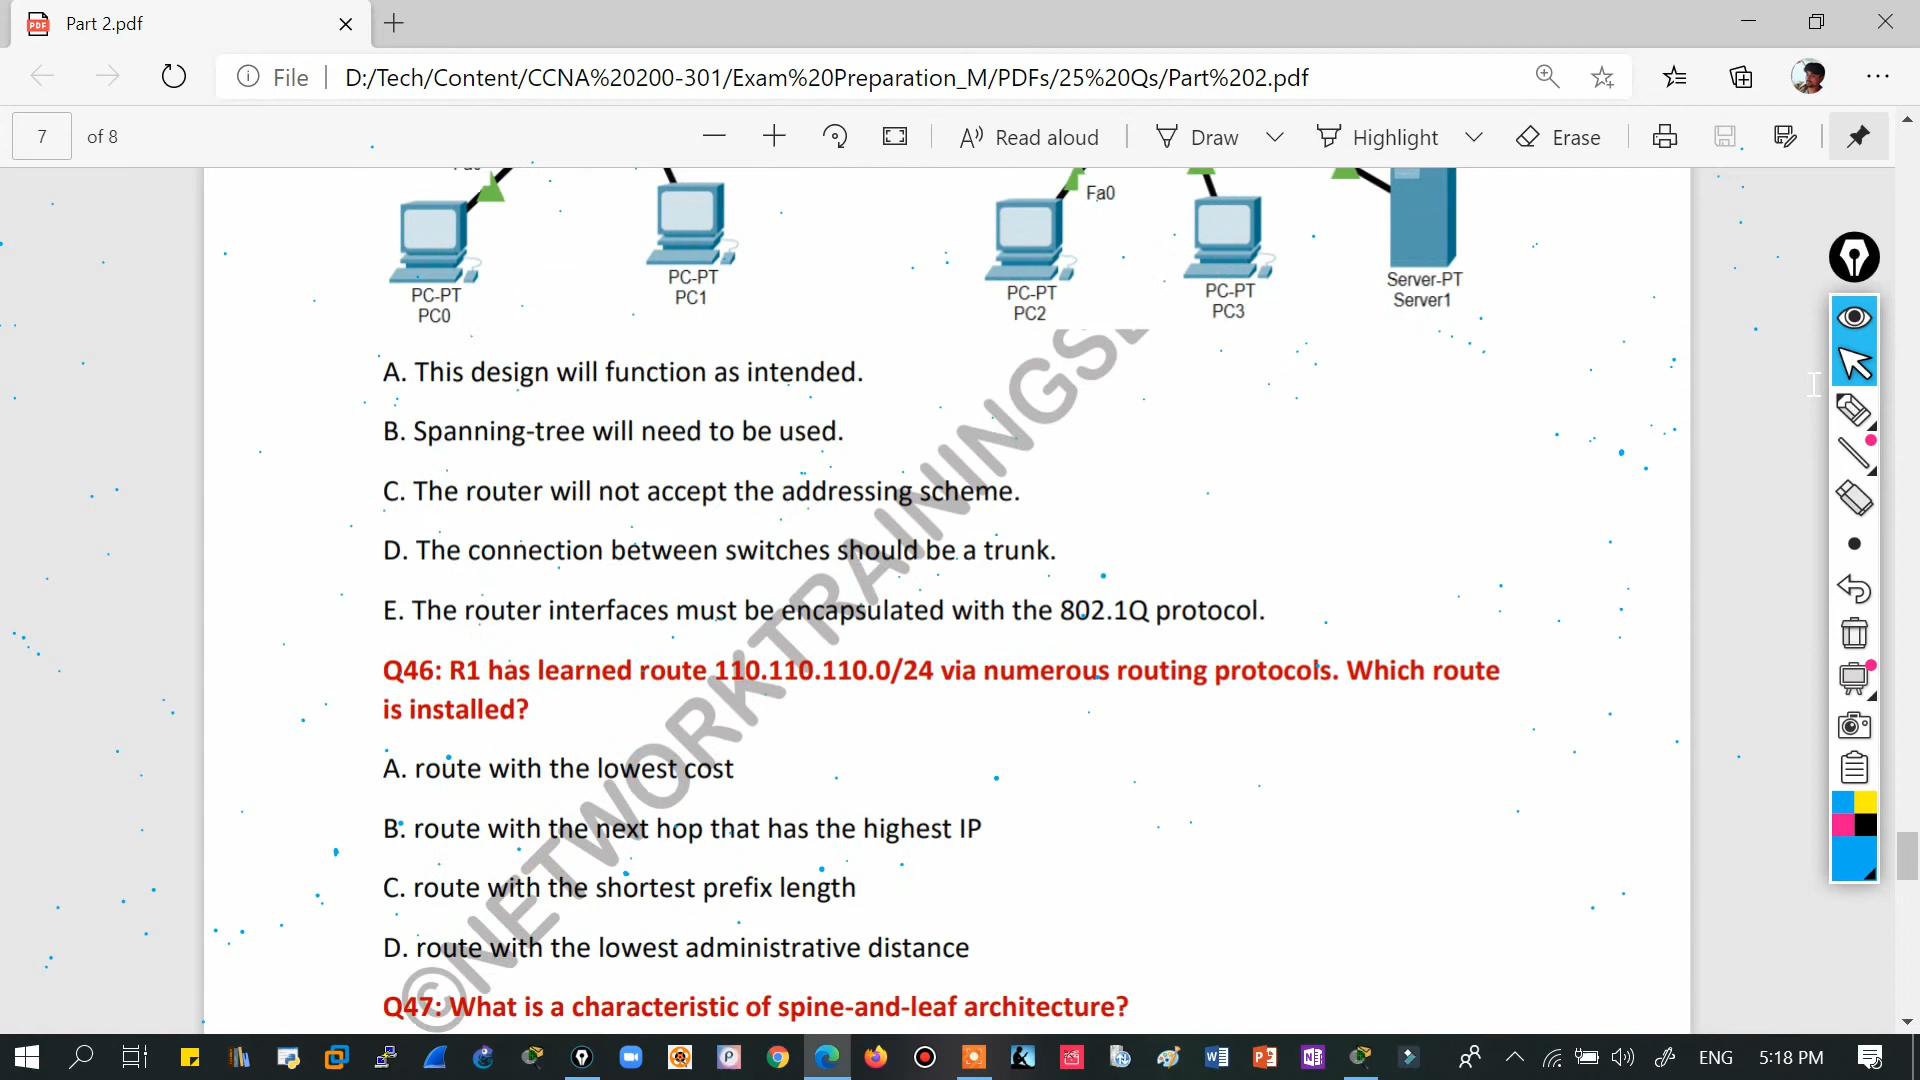 Part 2.pdf
File
D:/Tech/Content/CCNA%20200-301/Exam%20Preparation_M/PDFs/25%20Qs/Part%202.pdf
7 of 8
Read aloud
Draw
Highlight
Erase
Fa0
PC-PT
PC0
PC-PT
PC1
PC-PT
PC2
PC-PT
PC3
Server-PT
Server1
A. This design will function as intended.
B. Spanning-tree will need to be used.
C. The router will not accept the addressing scheme.
D. The connection between switches should be a trunk.
E. The router interfaces must be encapsulated with the 802.1Q protocol.
Q46: R1 has learned route 110.110.110.0/24 via numerous routing protocols. Which route
is installed?
A. route with the lowest cost
B. route with the next hop that has the highest IP
C. route with the shortest prefix length
D. route with the lowest administrative distance
Q47: What is a characteristic of spine-and-leaf architecture?
©NETWORKTRAININGS
ENG
5:18 PM